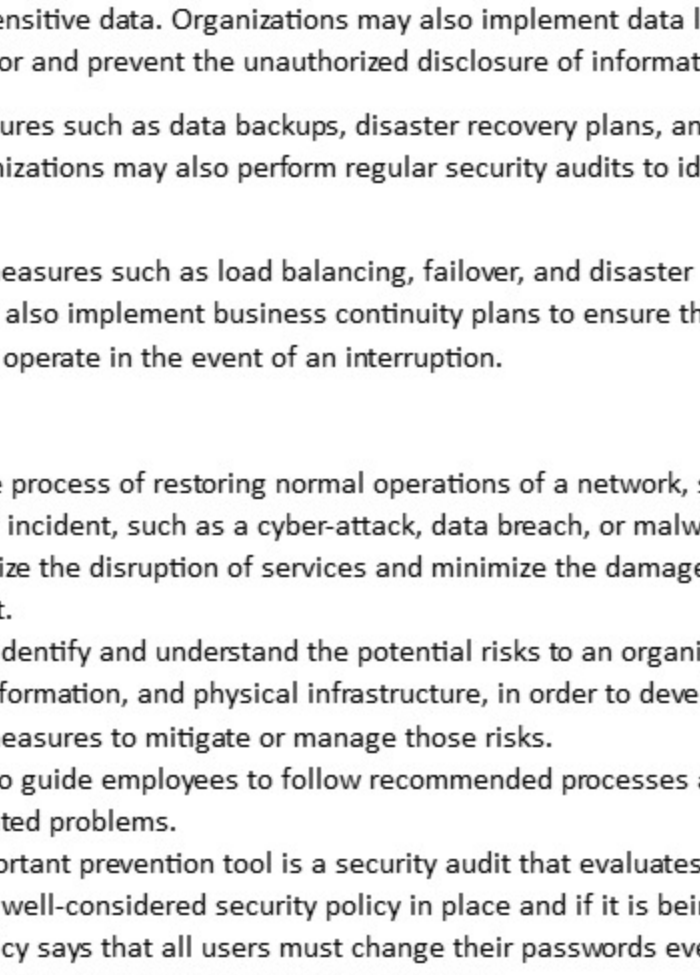 ensitive data. Organizations may also implement data l
or and prevent the unauthorized disclosure of informat
ures such as data backups, disaster recovery plans, an
nizations may also perform regular security audits to id
easures such as load balancing, failover, and disaster
also implement business continuity plans to ensure th
operate in the event of an interruption.
e process of restoring normal operations of a network,
incident, such as a cyber-attack, data breach, or malw
ize the disruption of services and minimize the damage
t.
dentify and understand the potential risks to an organi
formation, and physical infrastructure, in order to deve
easures to mitigate or manage those risks.
o guide employees to follow recommended processes a
ted problems.
ortant prevention tool is a security audit that evaluates
well-considered security policy in place and if it is bein
cy says that all users must change their passwords eve